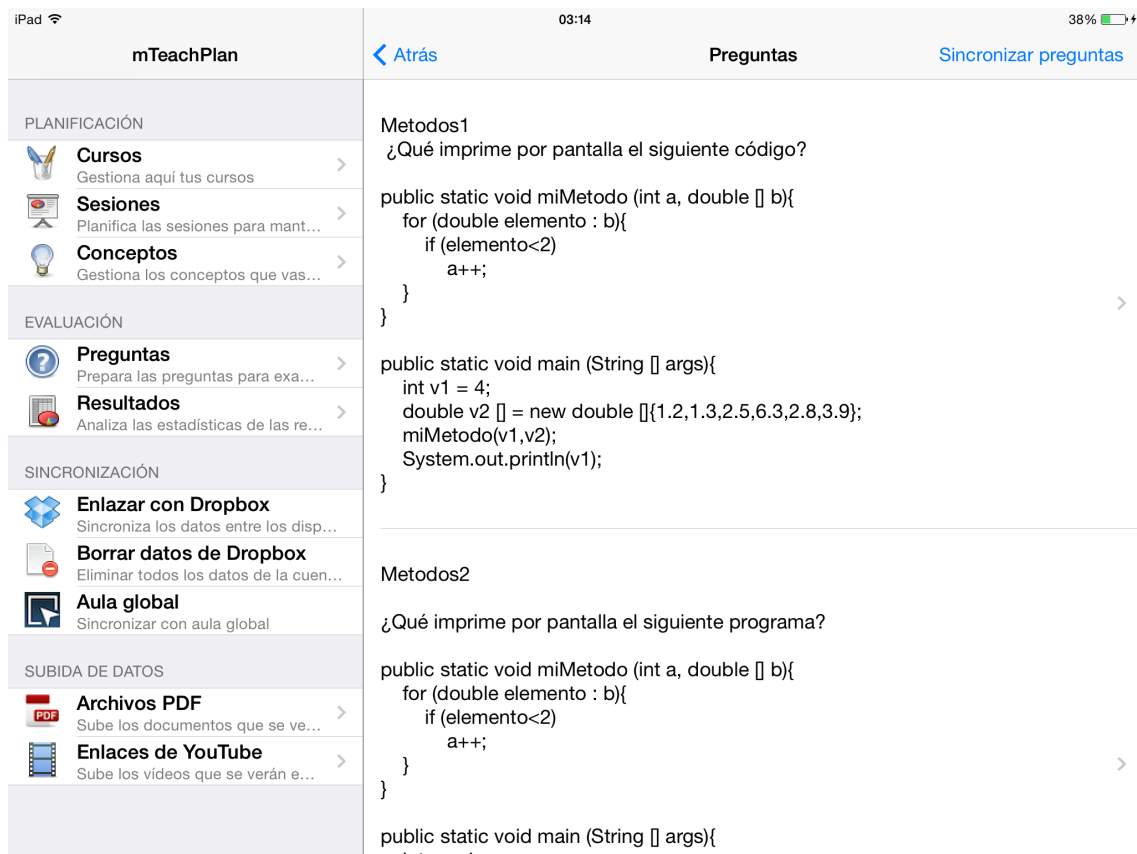 iPad 03:14 38%
mTeachPlan
PLANIFICACIÓN
Cursos
Gestiona aquí tus cursos
Sesiones
Planifica las sesiones para mant...
Conceptos
Gestiona los conceptos que vas...
EVALUACIÓN
Preguntas
Prepara las preguntas para exa...
Resultados
Analiza las estadísticas de las re...
SINCRONIZACIÓN
Enlazar con Dropbox
Sincroniza los datos entre los disp...
Borrar datos de Dropbox
Eliminar todos los datos de la cuen...
Aula global
Sincronizar con aula global
SUBIDA DE DATOS
Archivos PDF
Sube los documentos que se ve...
Enlaces de YouTube
Sube los vídeos que se verán e...
Atrás Preguntas Sincronizar preguntas
Metodos1
¿Qué imprime por pantalla el siguiente código?
public static void miMetodo (int a, double [] b){
for (double elemento : b){
if (elemento<2)
a++;
}
}
public static void main (String [] args){
int v1 = 4;
double v2 [] = new double []{1.2,1.3,2.5,6.3,2.8,3.9};
miMetodo(v1,v2);
System.out.println(v1);
}
Metodos2
¿Qué imprime por pantalla el siguiente programa?
public static void miMetodo (int a, double [] b){
for (double elemento : b){
if (elemento<2)
a++;
}
}
public static void main (String [] args){